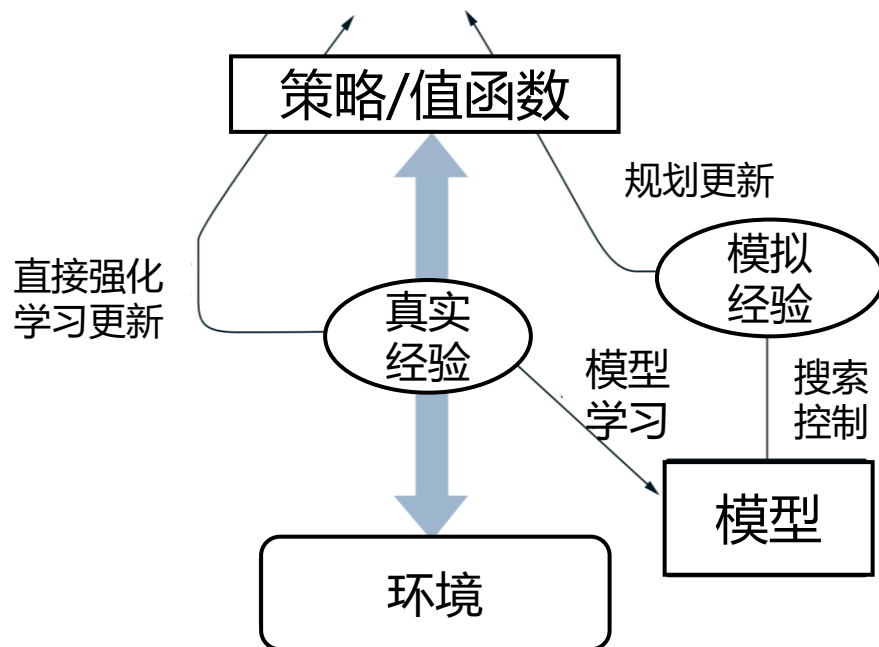 策略/值函数
规划更新
直接强化
学习更新
模拟
经验
真实
经验
模型
学习
搜索
控制
模型
环境